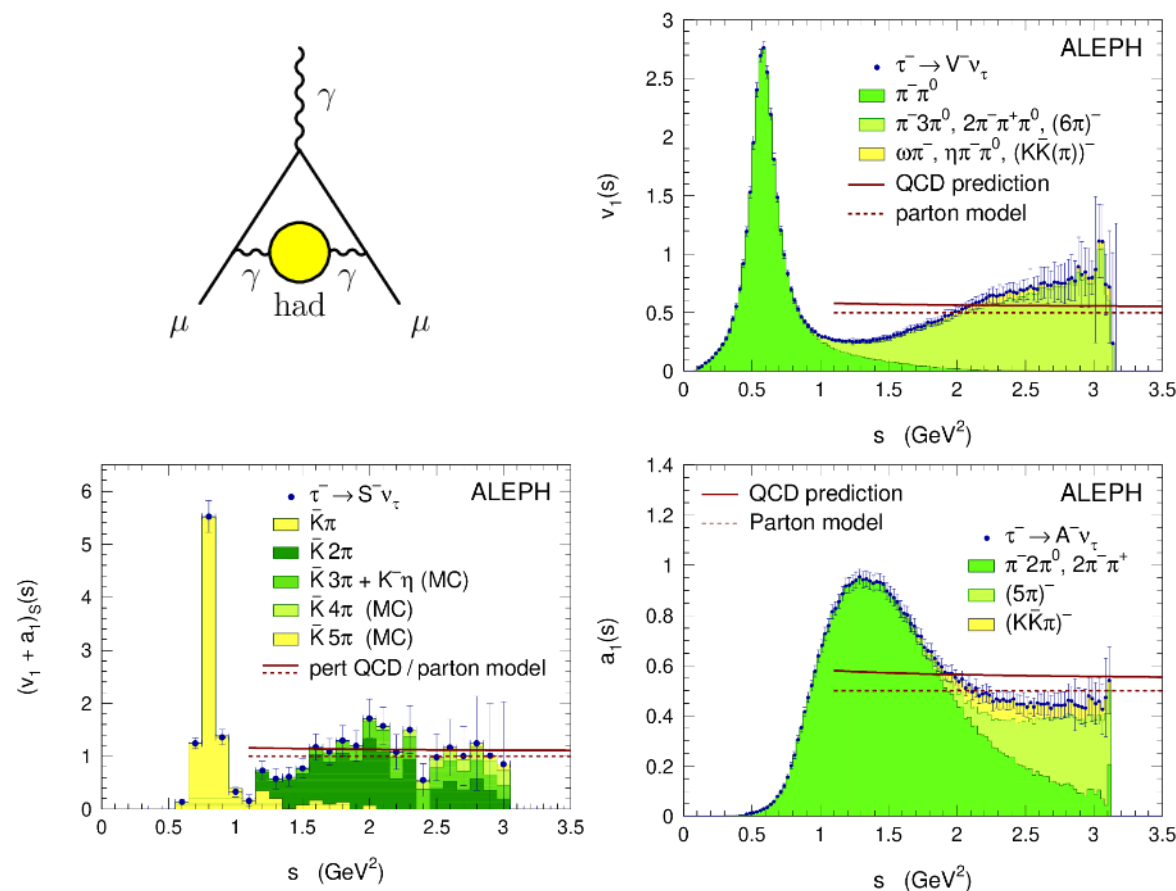 γ
γ
γ
had
μ
μ
ALEPH
τ⁻ → V⁻ν_τ
π⁻π⁰
π⁻3π⁰, 2π⁻π⁺π⁰, (6π)⁻
ωπ⁻, ηπ⁻π⁰, (KK̄(π))⁻
QCD prediction
parton model
v₁(s)
3
2.5
2
1.5
1
0.5
0
0 0.5 1 1.5 2 2.5 3 3.5
s (GeV²)
ALEPH
τ⁻ → S⁻ν_τ
K̄π
K̄ 2π
K̄ 3π + K⁻η (MC)
K̄ 4π (MC)
K̄ 5π (MC)
pert QCD / parton model
(v₁ + a₁)_S(s)
6
5
4
3
2
1
0
0 0.5 1 1.5 2 2.5 3 3.5
s (GeV²)
QCD prediction
Parton model
ALEPH
τ⁻ → A⁻ν_τ
π⁻2π⁰, 2π⁻π⁺
(5π)⁻
(KK̄π)⁻
a₁(s)
1.4
1.2
1
0.8
0.6
0.4
0.2
0
0 0.5 1 1.5 2 2.5 3 3.5
s (GeV²)